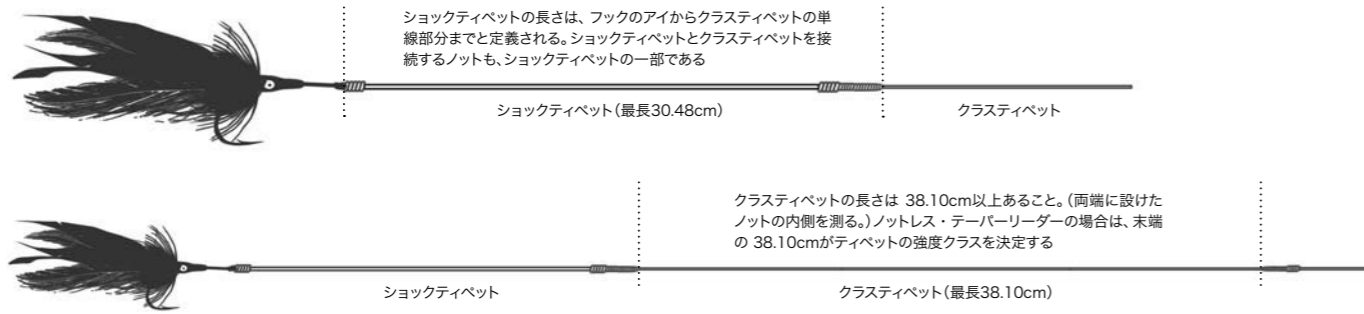 ショックティペットの長さは、フックのアイからクラスティペットの単
線部分までと定義される。ショックティペットとクラスティペットを接
続するノットも、ショックティペットの一部である
ショックティペット(最長30.48cm)
クラスティペット
クラスティペットの長さは 38.10cm以上あること。(両端に設けた
ノットの内側を測る。)ノットレス・テーパーリーダーの場合は、末端
の 38.10cmがティペットの強度クラスを決定する
ショックティペット
クラスティペット(最長38.10cm)